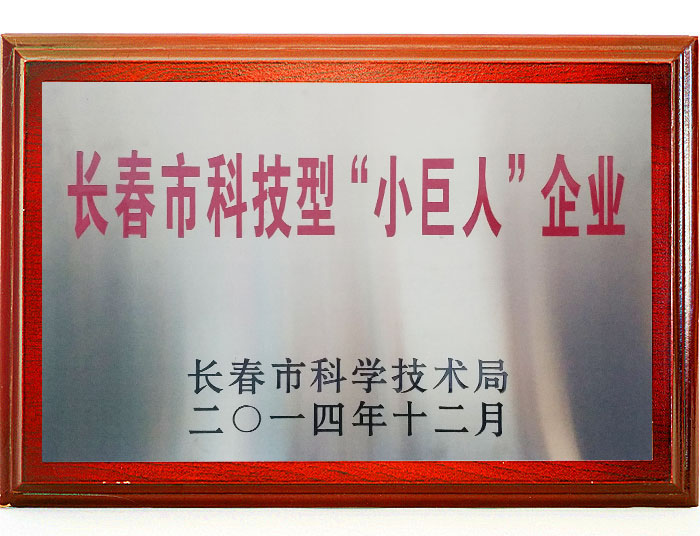 长春市科技型“小巨人”企业
长春市科学技术局
二〇一四年十二月